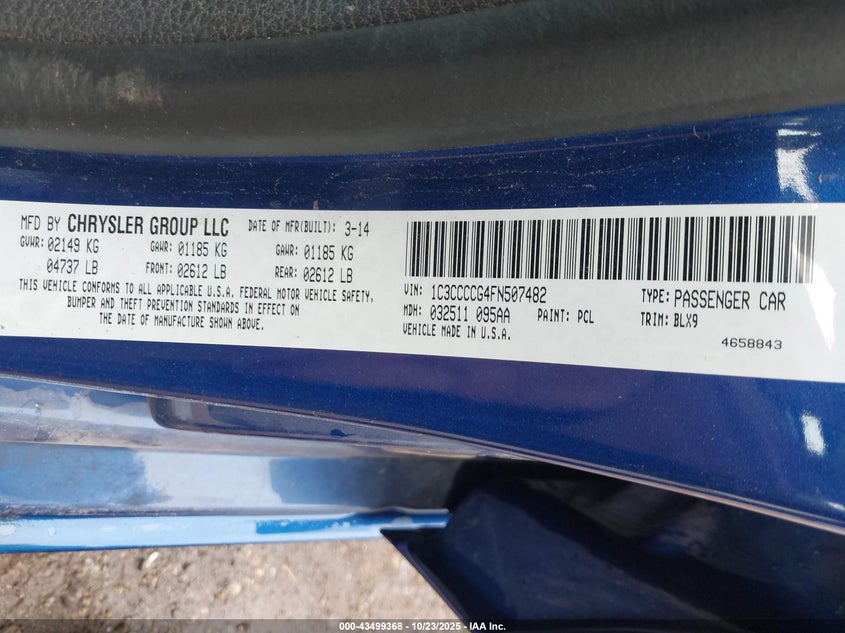 MFD BY CHRYSLER GROUP LLC DATE OF MFR(BUILT): 3-14
GVWR: 02149 KG GAWR: 01185 KG GAWR: 01185 KG
04737 LB FRONT: 02612 LB REAR: 02612 LB
THIS VEHICLE CONFORMS TO ALL APPLICABLE U.S.A. FEDERAL MOTOR VEHICLE SAFETY,
BUMPER AND THEFT PREVENTION STANDARDS IN EFFECT ON
THE DATE OF MANUFACTURE SHOWN ABOVE.
VIN: 1C3CCCCG4FN507482 TYPE: PASSENGER CAR
MDH: 032511 095AA PAINT: PCL TRIM: BLX9
VEHICLE MADE IN U.S.A. 4658843
000-43499368 | 10/23/2025 | IAA Inc.